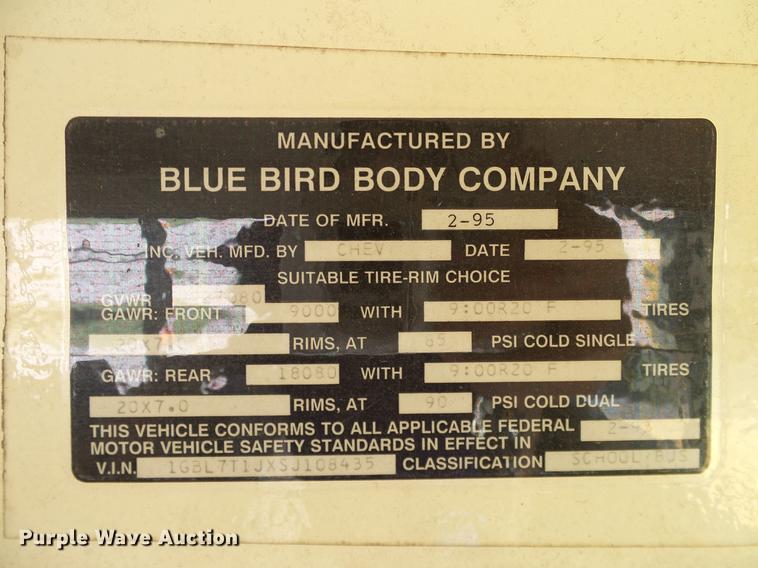 MANUFACTURED BY
BLUE BIRD BODY COMPANY
DATE OF MFR. 2-95
INC. VEH. MFD. BY CHEV DATE 2-95
SUITABLE TIRE-RIM CHOICE
GVWR
GAWR: FRONT 9000 WITH 9:00R20 F TIRES
20X7.0 RIMS, AT 85 PSI COLD SINGLE
GAWR: REAR 18080 WITH 9:00R20 F TIRES
20X7.0 RIMS, AT 90 PSI COLD DUAL
THIS VEHICLE CONFORMS TO ALL APPLICABLE FEDERAL
MOTOR VEHICLE SAFETY STANDARDS IN EFFECT IN
V.I.N. 1GBL7T1JXSJ108435 CLASSIFICATION SCHOOL BUS
Purple Wave Auction